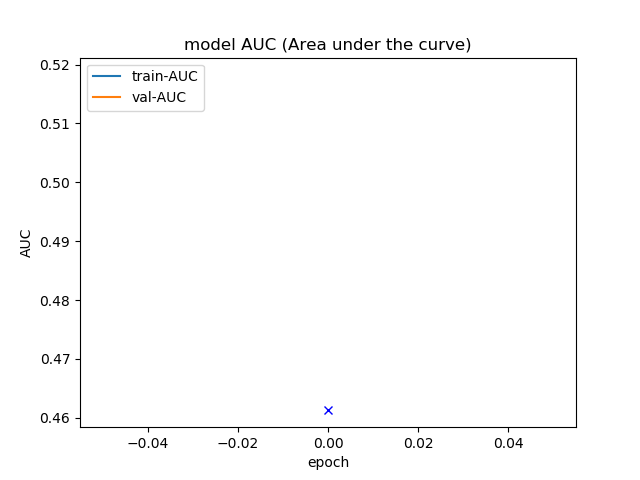 model AUC (Area under the curve)
train-AUC
val-AUC
0.52
0.51
0.50
0.49
0.48
0.47
0.46
AUC
−0.04
−0.02
0.00
0.02
0.04
epoch